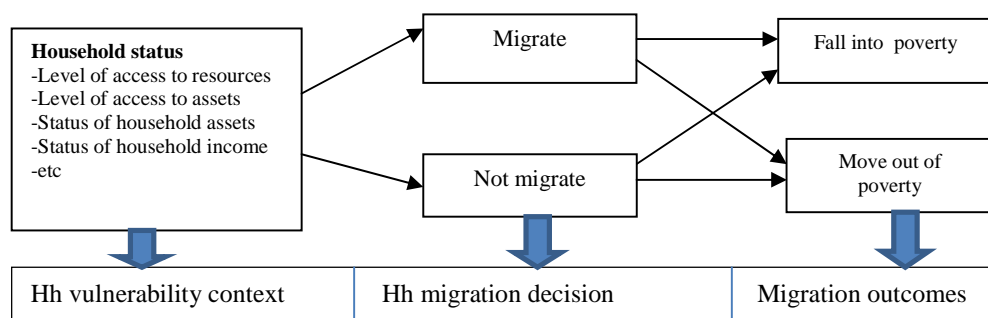 Household status
-Level of access to resources
-Level of access to assets
-Status of household assets
-Status of household income
-etc
Migrate
Not migrate
Fall into poverty
Move out of
poverty
Hh vulnerability context
Hh migration decision
Migration outcomes